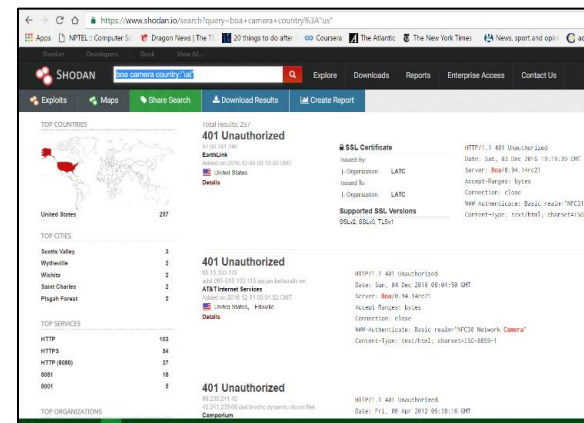 https://www.shodan.io/search?query=boa+camera+country%3A"us"
Apps
NPTEL :: Computer Sc
Dragon News | The Ti
20 things to do after
Coursera
The Atlantic
The New York Times
News, sport and opini
Shodan
Developers
Book
View All...
SHODAN
boa camera country:"us"
Explore
Downloads
Reports
Enterprise Access
Contact Us
Exploits
Maps
Share Search
Download Results
Create Report
TOP COUNTRIES
United States 257
TOP CITIES
Scotts Valley 3
Wytheville 2
Wichita 2
Saint Charles 2
Pisgah Forest 2
TOP SERVICES
HTTP 103
HTTPS 54
HTTP (8080) 27
8081 18
8001 5
TOP ORGANIZATIONS
Total results: 257
401 Unauthorized
EarthLink
United States
Details
SSL Certificate
Issued By:
|- Organization: LATC
Issued To:
|- Organization: LATC
Supported SSL Versions
SSLv2, SSLv3, TLSv1
HTTP/1.1 401 Unauthorized
Date: Sat, 03 Dec 2016 19:19:39 GMT
Server: Boa/0.94.14rc21
Accept-Ranges: bytes
Connection: close
401 Unauthorized
AT&T Internet Services
United States,
Details
HTTP/1.1 401 Unauthorized
Date: Sun, 04 Dec 2016 08:04:50 GMT
Server: Boa/0.94.14rc21
Accept-Ranges: bytes
Connection: close
WWW-Authenticate: Basic realm="NFC30 Network Camera"
Content-Type: text/html; charset=ISO-8859-1
401 Unauthorized
Comporium
HTTP/1.1 401 Unauthorized
Date: Fri, 06 Apr 2012 05:30:16 GMT